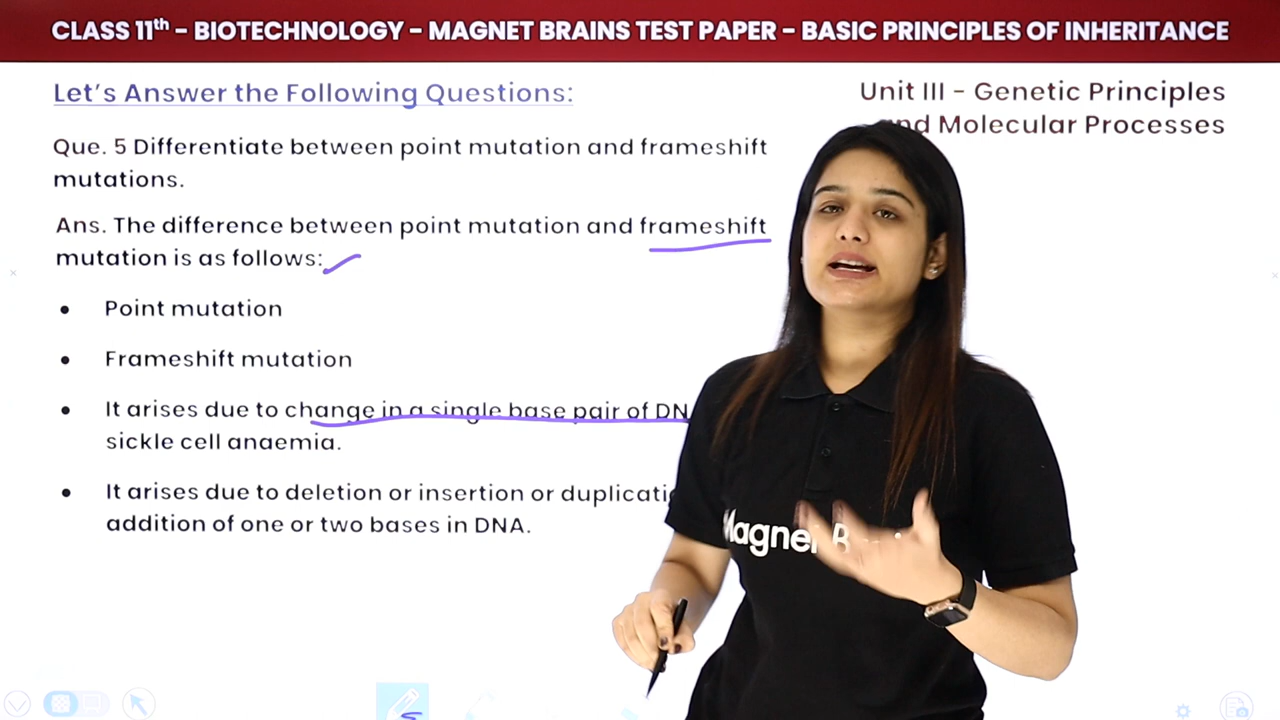 CLASS 11th - BIOTECHNOLOGY - MAGNET BRAINS TEST PAPER - BASIC PRINCIPLES OF INHERITANCE
Let's Answer the Following Questions:
Unit III - Genetic Principles
and Molecular Processes
Que. 5 Differentiate between point mutation and frameshift
mutations.
Ans. The difference between point mutation and frameshift
mutation is as follows:
• Point mutation
• Frameshift mutation
• It arises due to change in a single base pair of
sickle cell anaemia.
• It arises due to deletion or insertion or
addition of one or two bases in DNA.